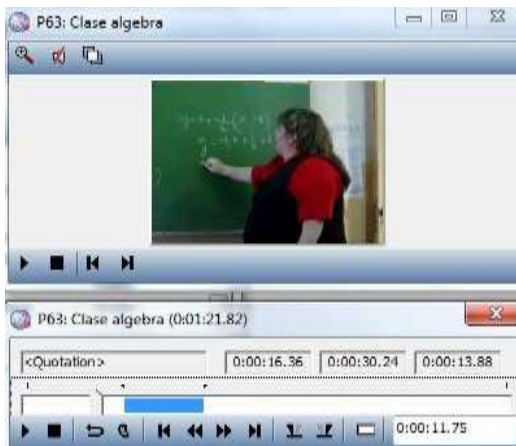 P63: Clase algebra
P63: Clase algebra (0:01:21.82)
<Quotation>
0:00:16.36
0:00:30.24
0:00:13.88
0:00:11.75